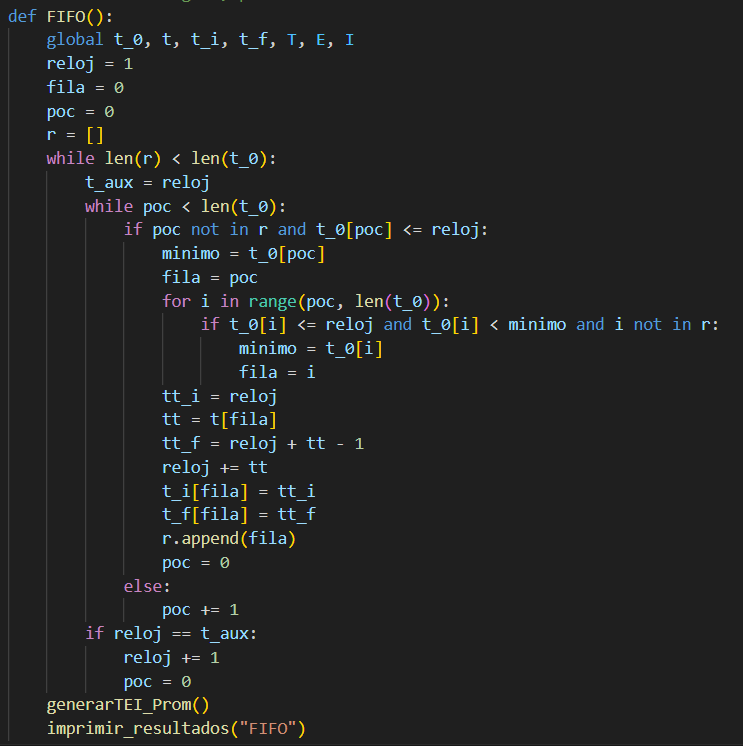 def FIFO():
    global t_0, t, t_i, t_f, T, E, I
    reloj = 1
    fila = 0
    poc = 0
    r = []
    while len(r) < len(t_0):
        t_aux = reloj
        while poc < len(t_0):
            if poc not in r and t_0[poc] <= reloj:
                minimo = t_0[poc]
                fila = poc
                for i in range(poc, len(t_0)):
                    if t_0[i] <= reloj and t_0[i] < minimo and i not in r:
                        minimo = t_0[i]
                        fila = i
                tt_i = reloj
                tt = t[fila]
                tt_f = reloj + tt - 1
                reloj += tt
                t_i[fila] = tt_i
                t_f[fila] = tt_f
                r.append(fila)
                poc = 0
            else:
                poc += 1
        if reloj == t_aux:
            reloj += 1
            poc = 0
    generarTEI_Prom()
    imprimir_resultados("FIFO")